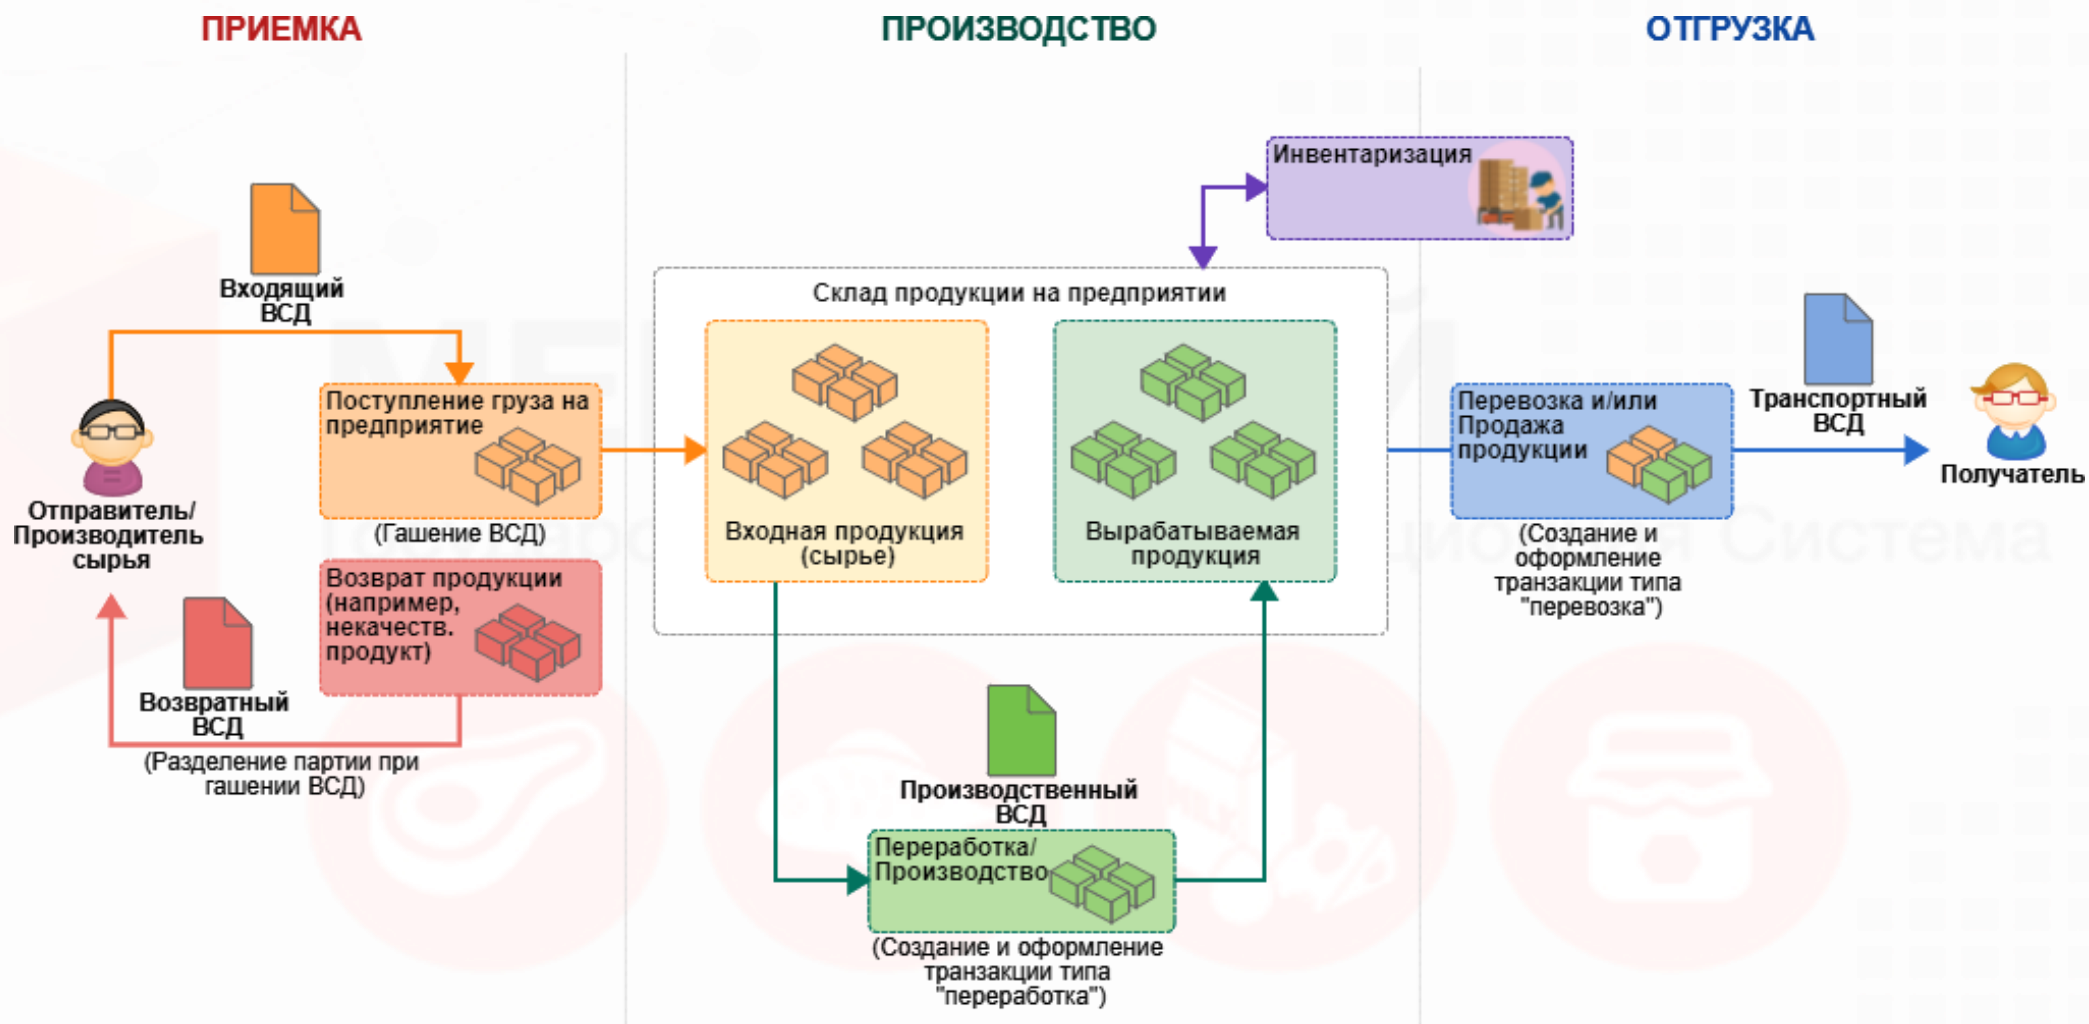 ПРИЕМКА
ПРОИЗВОДСТВО
ОТГРУЗКА
Входящий
ВСД
Отправитель/
Производитель
сырья
Поступление груза на
предприятие
(Гашение ВСД)
Возврат продукции
(например,
некачеств.
продукт)
Возвратный
ВСД
(Разделение партии при
гашении ВСД)
Инвентаризация
Склад продукции на предприятии
Входная продукция
(сырье)
Вырабатываемая
продукция
Производственный
ВСД
Переработка/
Производство
(Создание и оформление
транзакции типа
"переработка")
Перевозка и/или
Продажа
продукции
(Создание и
оформление
транзакции типа
"перевозка")
Транспортный
ВСД
Получатель
Система